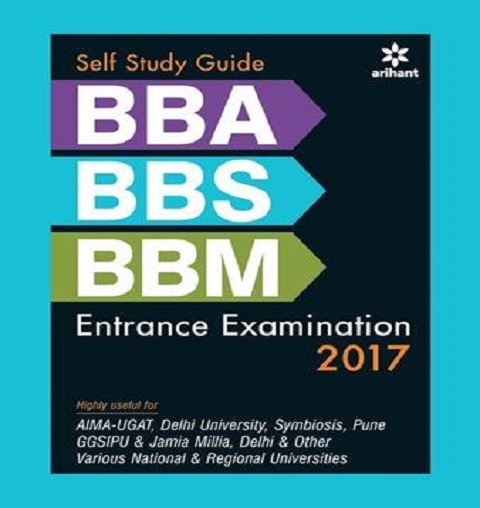 Self Study Guide
arihant
BBA
BBS
BBM
Entrance Examination
2017
Highly useful for
AIMA-UGAT, Delhi University, Symbiosis, Pune
GGSIPU & Jamia Millia, Delhi & Other
Various National & Regional Universities